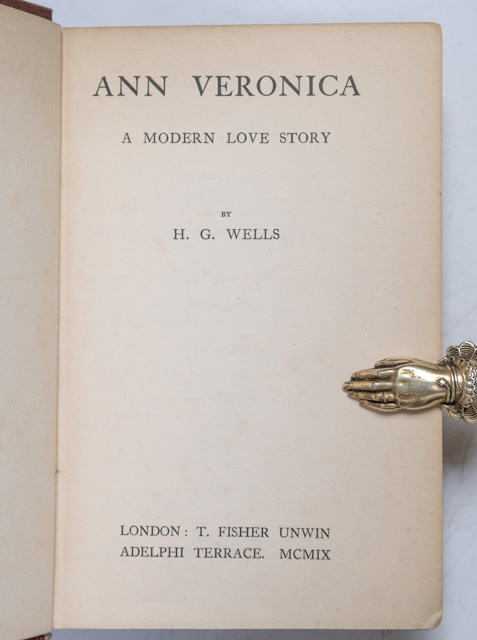 ANN VERONICA
A MODERN LOVE STORY
BY
H. G. WELLS
LONDON: T. FISHER UNWIN
ADELPHI TERRACE. MCMIX